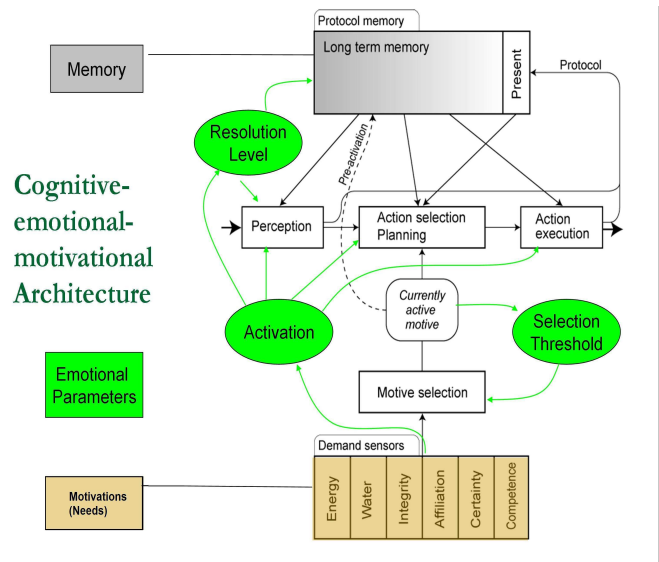 Protocol memory
Long term memory
Present
Protocol
Memory
Resolution
Level
Pre-activation
Cognitive-
emotional-
motivational
Architecture
Perception
Action selection
Planning
Action
execution
Currently
active
motive
Activation
Selection
Threshold
Emotional
Parameters
Motive selection
Demand sensors
Motivations
(Needs)
Energy
Water
Integrity
Affiliation
Certainty
Competence